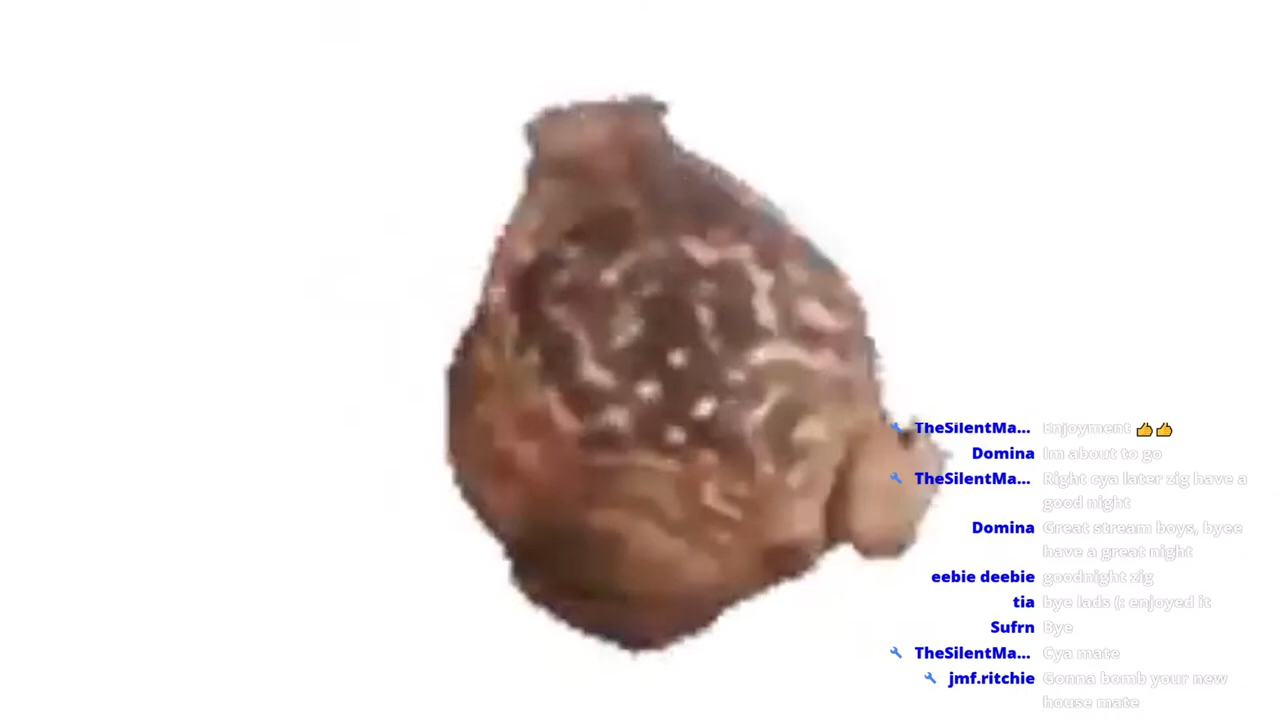 TheSilentMa... Enjoyment 👍👍
Domina Im about to go
TheSilentMa... Right cya later zig have a
good night
Domina Great stream boys, byee
have a great night
eebie deebie goodnight zig
tia bye lads (: enjoyed it
Sufrn Bye
TheSilentMa... Cya mate
jmf.ritchie Gonna bomb your new
house mate